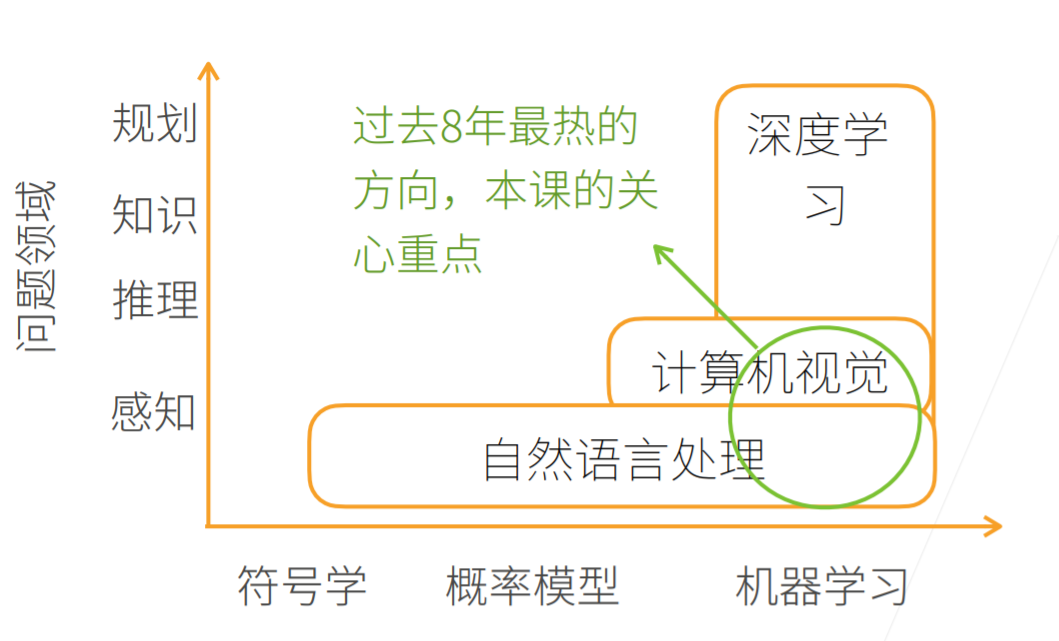 问题领域
规划
知识
推理
感知
过去8年最热的
方向，本课的关
心重点
深度学
习
计算机视觉
自然语言处理
符号学
概率模型
机器学习